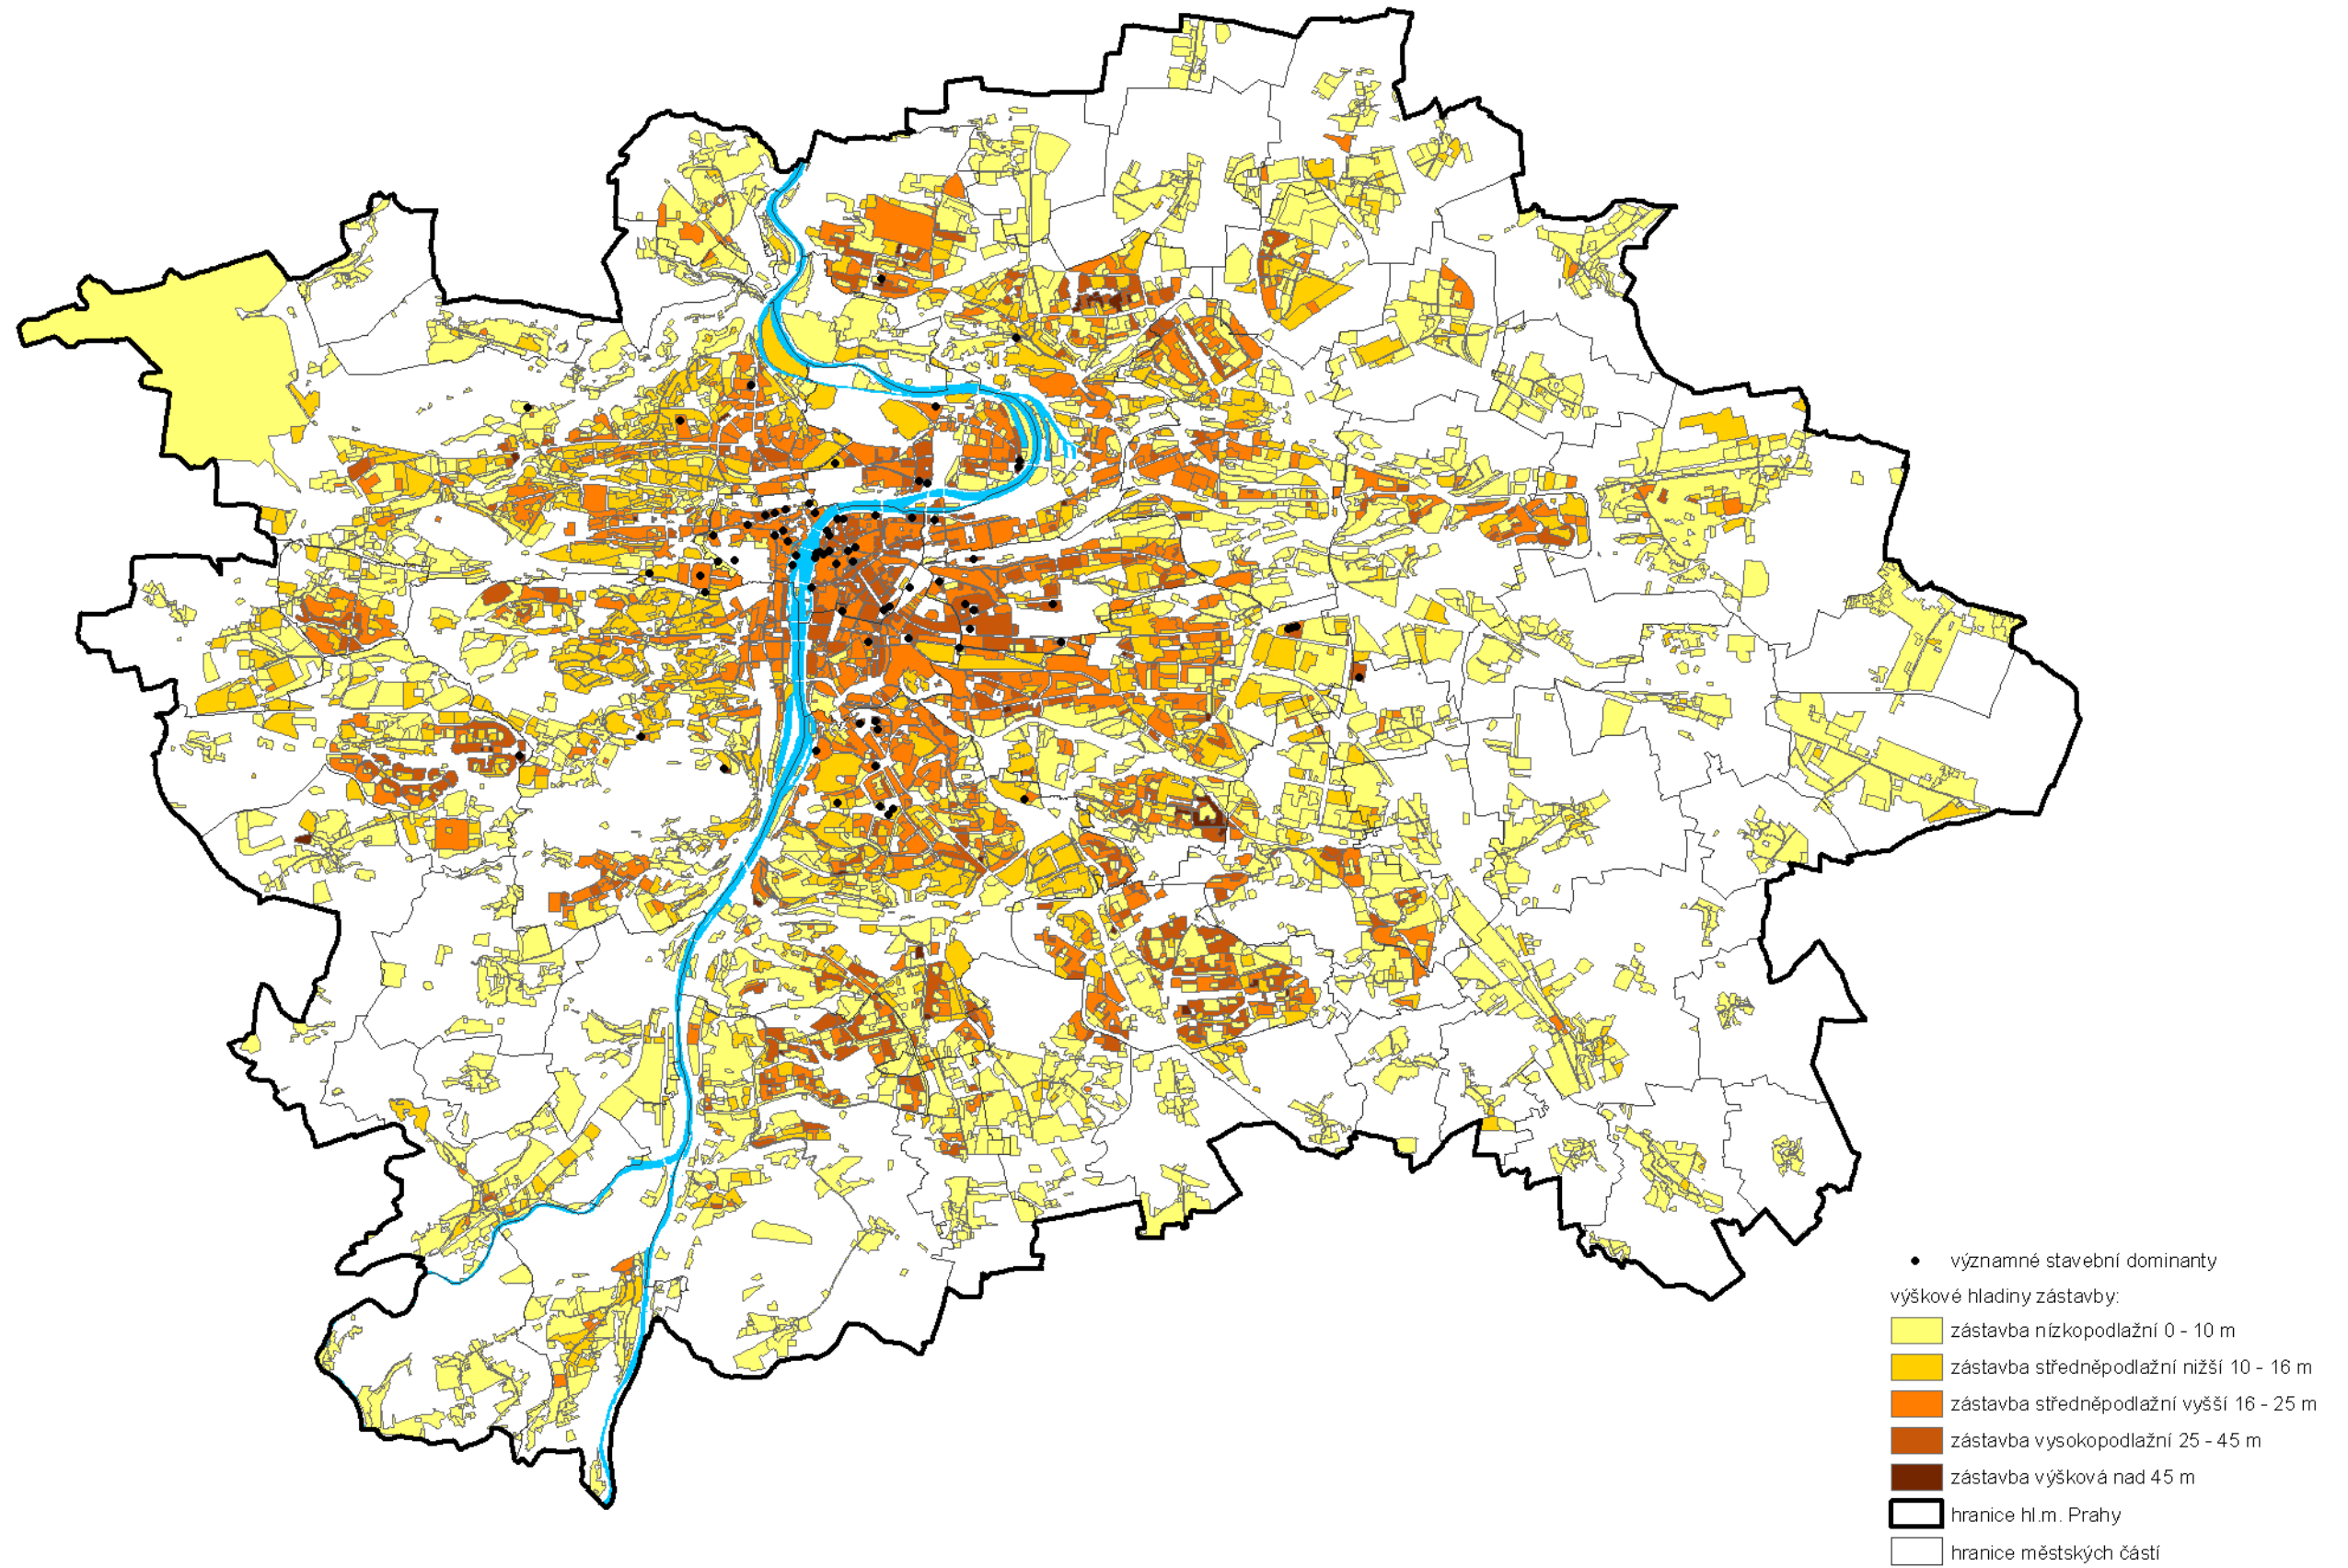 významné stavební dominanty
výškové hladiny zástavby:
zástavba nízkopodlažní 0 - 10 m
zástavba středněpodlažní nižší 10 - 16 m
zástavba středněpodlažní vyšší 16 - 25 m
zástavba vysokopodlažní 25 - 45 m
zástavba výšková nad 45 m
hranice hl.m. Prahy
hranice městských částí